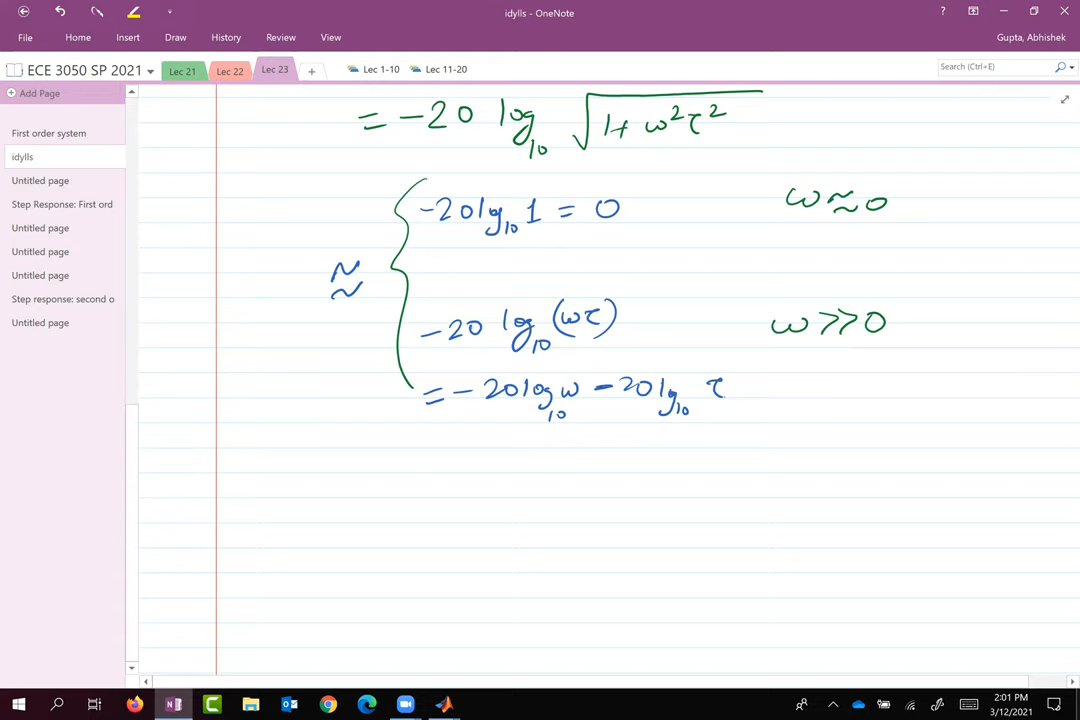 idylls - OneNote
?
File Home Insert Draw History Review View
Gupta, Abhishek
ECE 3050 SP 2021
Lec 21
Lec 22
Lec 23
+
Lec 1-10
Lec 11-20
Search (Ctrl+E)
Add Page
First order system
idylls
Untitled page
Step Response: First ord
Untitled page
Untitled page
Untitled page
Step response: second o
Untitled page
= -20 log₁₀ √(1+ω²τ²)
≈ { -20 log₁₀ 1 = 0 ω ≈ 0
-20 log₁₀ (ωτ) ω >> 0
= -20 log₁₀ ω - 20 log₁₀ τ
2:01 PM
3/12/2021